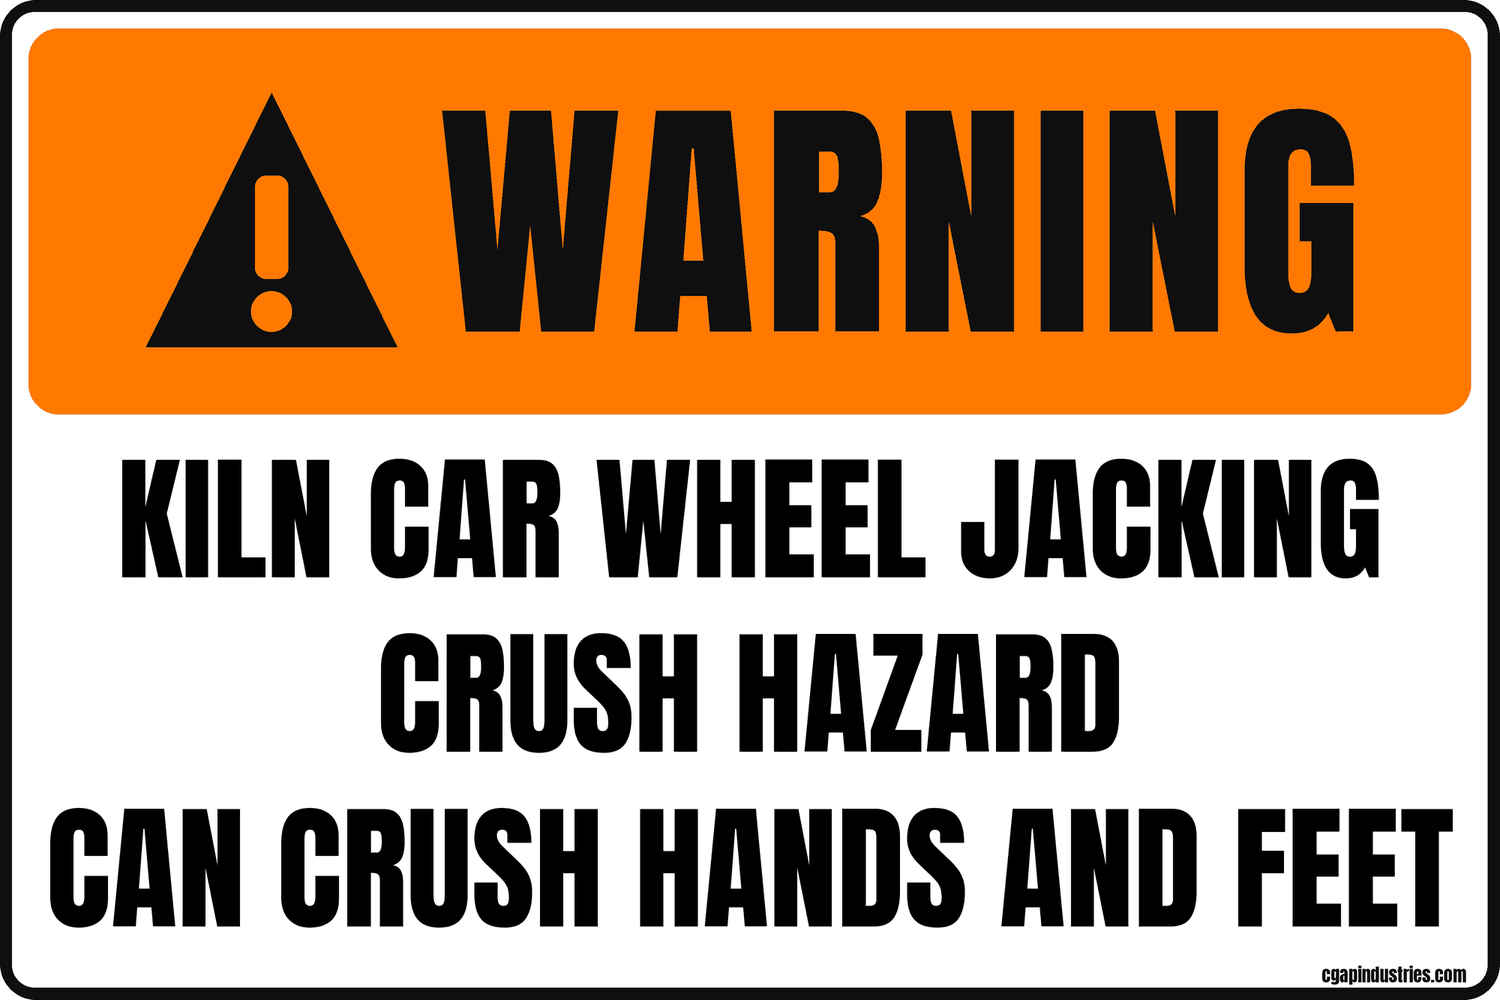 WARNING
KILN CAR WHEEL JACKING
CRUSH HAZARD
CAN CRUSH HANDS AND FEET
cgapindustries.com